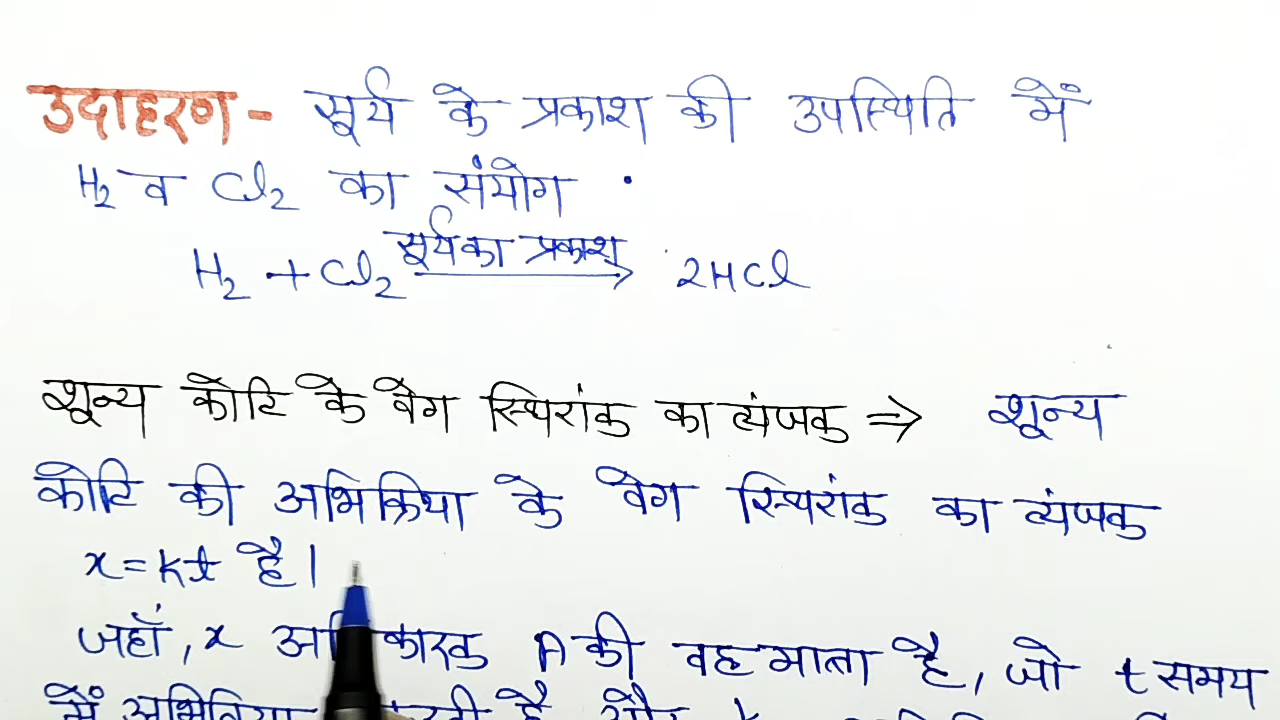 उदाहरण - सूर्य के प्रकाश की उपस्थिति में
H₂ व Cl₂ का संयोग .
सूर्य का प्रकाश
H₂ + Cl₂ ⟶ 2HCl
शून्य कोटि के वेग स्थिरांक का व्यंजक ⇒ शून्य
कोटि की अभिक्रिया के वेग स्थिरांक का व्यंजक
x = kt है।
जहाँ, x अभिकारक A की वह मात्रा है, जो t समय
में